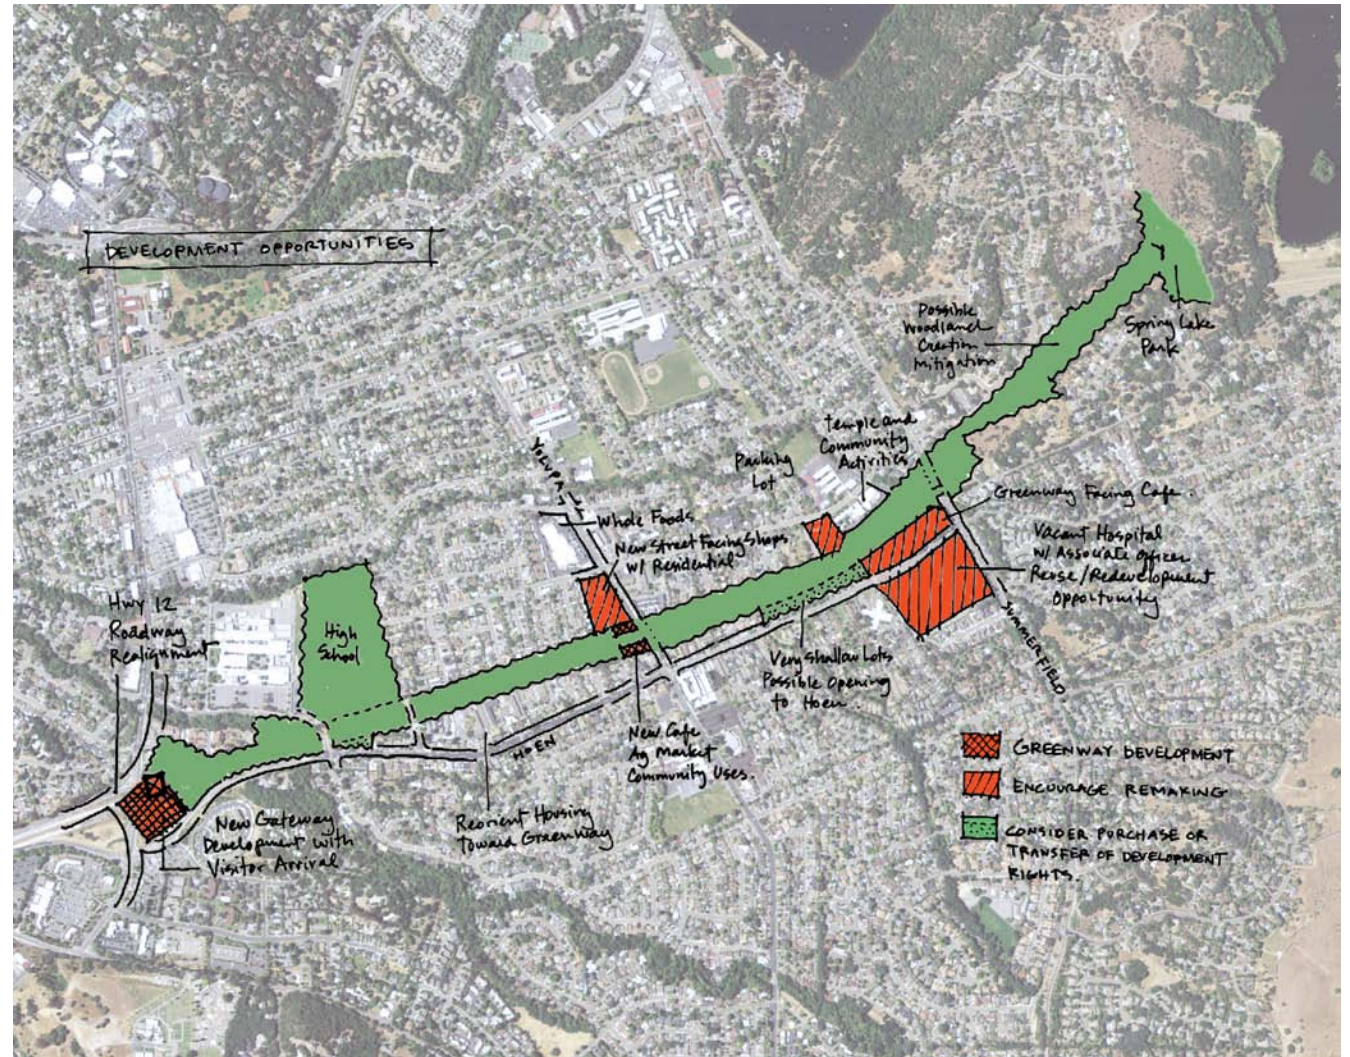 DEVELOPMENT OPPORTUNITIES
Possible
Woodland
Creation
Mitigation
Spring Lake
Park
Temple and
Community
Activities
Parking
Lot
YULUPA
Greenway Facing Cafe.
Whole Foods
New Street Facing Shops
w/ Residential
Vacant Hospital
w/ Associate offices
Reuse/Redevelopment
Opportunity
Hwy 12
Roadway
Realignment
High
School
SUMMERFIELD
Very Shallow Lots
Possible Opening
to Hoen.
HOEN
New Cafe
Ag Market
Community Uses.
Reorient Housing
Toward Greenway
New Gateway
Development with
Visitor Arrival
GREENWAY DEVELOPMENT
ENCOURAGE REMAKING
CONSIDER PURCHASE OR
TRANSFER OF DEVELOPMENT
RIGHTS.